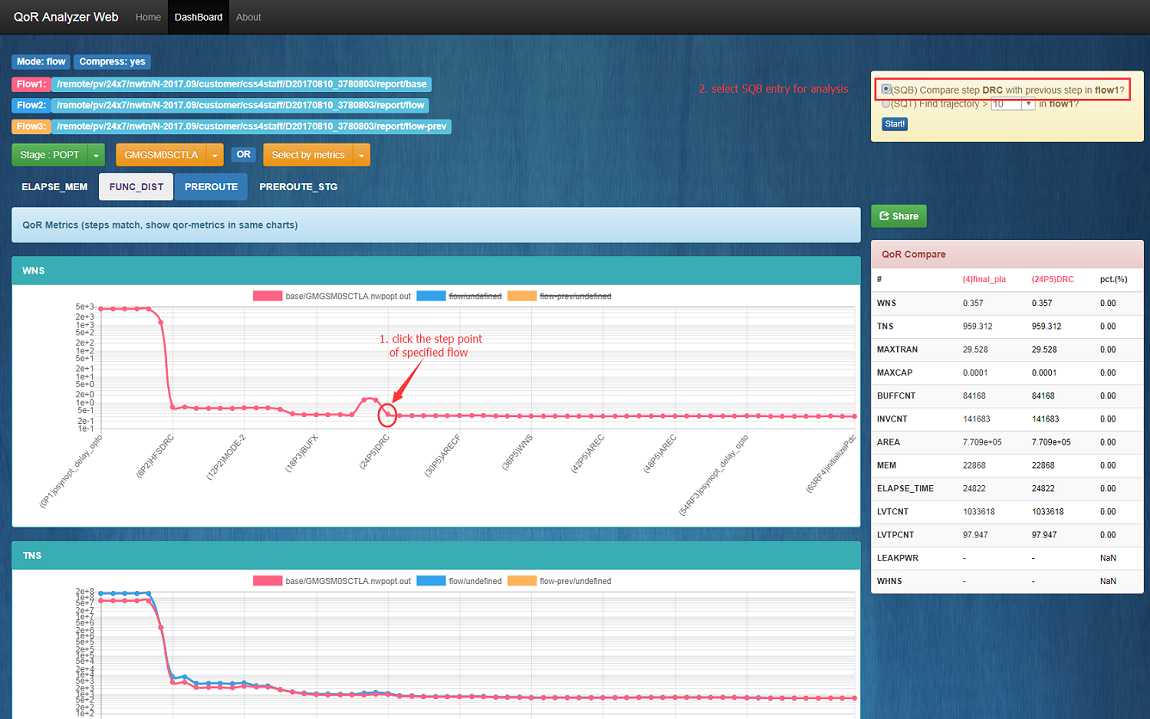 QoR Analyzer Web Home DashBoard About
Mode: flow Compress: yes
Flow1: /remote/pv/24x7/nwtn/N-2017.09/customer/css4staff/D20170810_3780803/report/base
Flow2: /remote/pv/24x7/nwtn/N-2017.09/customer/css4staff/D20170810_3780803/report/flow
Flow3: /remote/pv/24x7/nwtn/N-2017.09/customer/css4staff/D20170810_3780803/report/flow-prev
2. select SQB entry for analysis
(SQB) Compare step DRC with previous step in flow1?
(SQT) Find trajectory > 10 in flow1?
Start!
Stage : POPT GMGSM0SCTLA OR Select by metrics
ELAPSE_MEM FUNC_DIST PREROUTE PREROUTE_STG
QoR Metrics (steps match, show qor-metrics in same charts)
WNS
base/GMGSM0SCTLA.nwpopt.out flow/undefined flow-prev/undefined
5e+3
2e+3
1e+3
5e+2
2e+2
1e+2
5e+1
2e+1
1e+1
5e+0
2e+0
1e+0
5e-1
2e-1
1e-1
1. click the step point
of specified flow
(0P1)psynopt_delay_opto
(6P2)HFSDRC
(12P2)MODE-2
(18P3)BUFX
(24P5)DRC
(30P5)ARECF
(36P5)WNS
(42P5)AREC
(48P5)AREC
(54RF3)psynopt_delay_opto
(63RF4)initializePdc
TNS
base/GMGSM0SCTLA.nwpopt.out flow/undefined flow-prev/undefined
2e+8
1e+8
5e+7
2e+7
1e+7
5e+6
2e+6
1e+6
5e+5
2e+5
1e+5
5e+4
2e+4
1e+4
5e+3
2e+3
1e+3
5e+2
2e+2
1e+2
Share
QoR Compare
# (4)final_pla (24P5)DRC pct.(%)
WNS 0.357 0.357 0.00
TNS 959.312 959.312 0.00
MAXTRAN 29.528 29.528 0.00
MAXCAP 0.0001 0.0001 0.00
BUFFCNT 84168 84168 0.00
INVCNT 141683 141683 0.00
AREA 7.709e+05 7.709e+05 0.00
MEM 22868 22868 0.00
ELAPSE_TIME 24822 24822 0.00
LVTCNT 1033618 1033618 0.00
LVTPCNT 97.947 97.947 0.00
LEAKPWR - - NaN
WHNS - - NaN